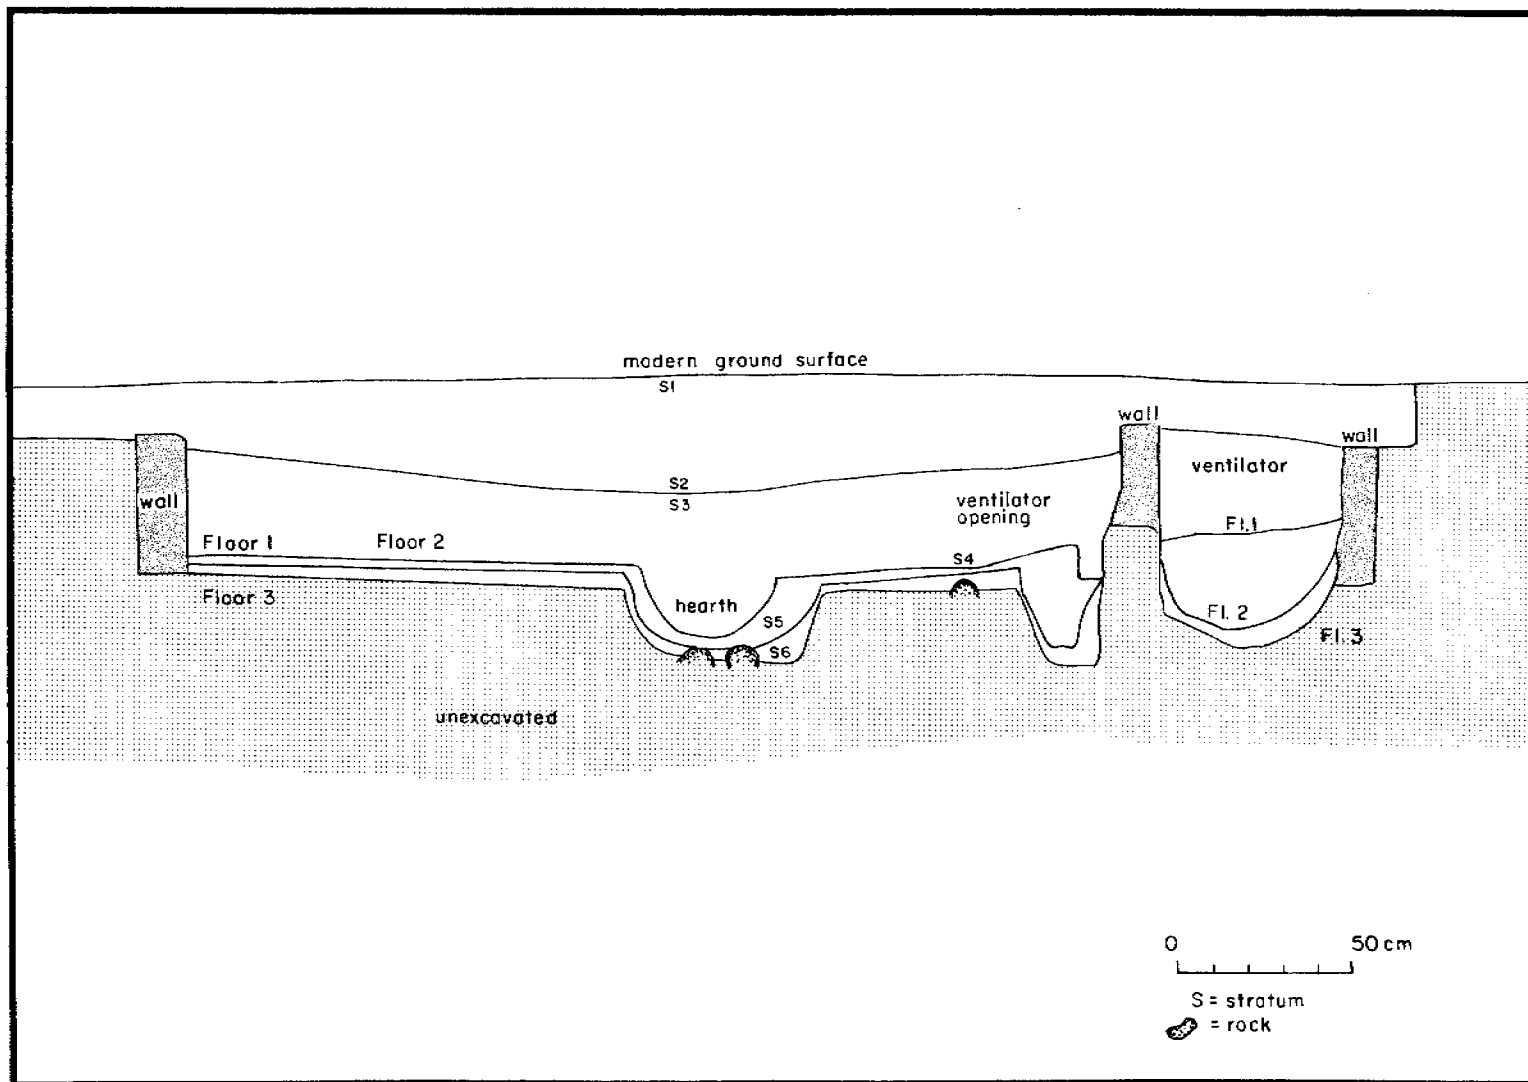 modern ground surface
S1
wall
wall
ventilator
S2
S3
wall
ventilator
opening
Fl.1
Floor 1
Floor 2
S4
Floor 3
hearth
S5
Fl. 2
Fl.3
S6
unexcavated
0 50 cm
S = stratum
= rock